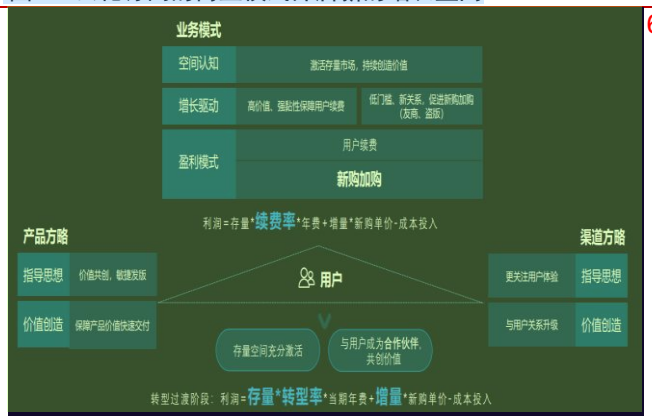 业务模式
空间认知
激活存量市场，持续创造价值
增长驱动
高价值、强黏性保障用户续费
低门槛、新关系，促进新购加购
（友商、盗版）
盈利模式
用户续费
新购加购
利润=存量*续费率*年费+增量*新购单价-成本投入
产品方略
指导思想
价值共创，敏捷发版
价值创造
保障产品价值快速交付
用户
渠道方略
更关注用户体验
指导思想
与用户关系升级
价值创造
存量空间充分激活
与用户成为合作伙伴，
共创价值
转型过渡阶段：利润=存量*转型率*当期年费+增量*新购单价-成本投入